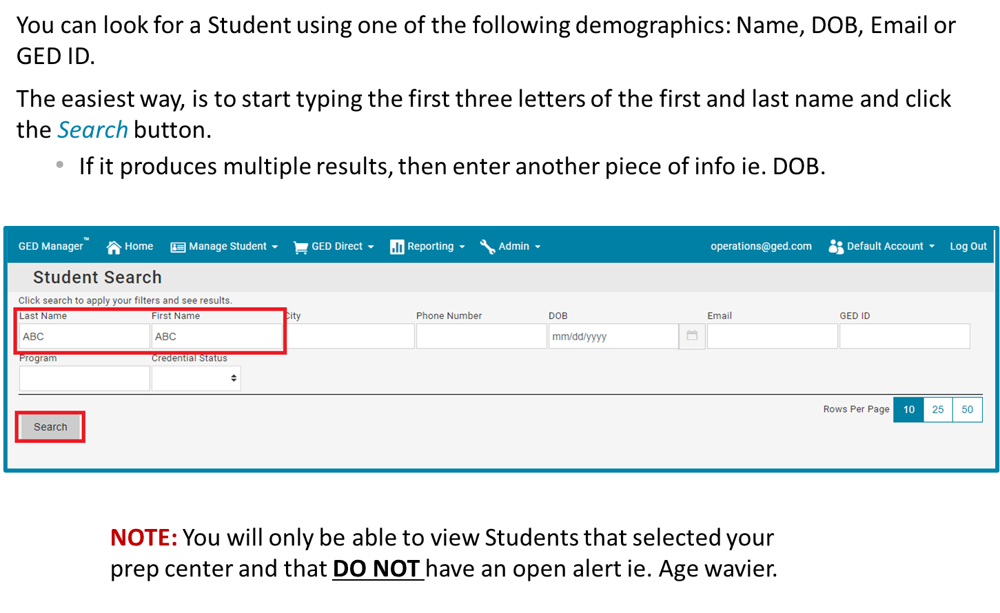 You can look for a Student using one of the following demographics: Name, DOB, Email or
GED ID.
The easiest way, is to start typing the first three letters of the first and last name and click
the Search button.
• If it produces multiple results, then enter another piece of info ie. DOB.
GED Manager™ Home Manage Student GED Direct Reporting Admin operations@ged.com Default Account Log Out
Student Search
Click search to apply your filters and see results.
Last Name First Name City Phone Number DOB Email GED ID
ABC ABC mm/dd/yyyy
Program Credential Status
Rows Per Page 10 25 50
Search
NOTE: You will only be able to view Students that selected your
prep center and that DO NOT have an open alert ie. Age wavier.